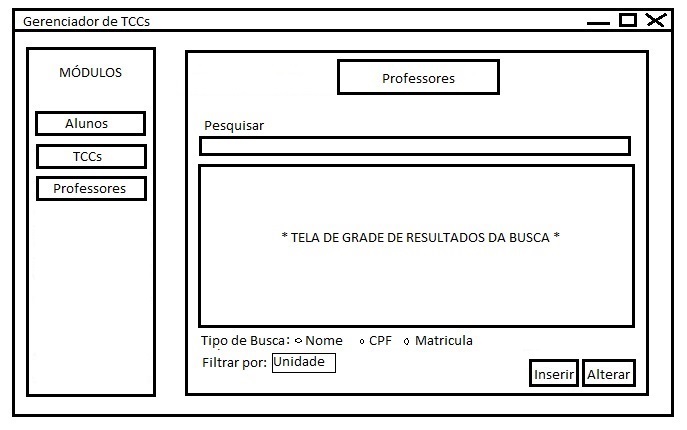 Gerenciador de TCCs
MÓDULOS
Alunos
TCCs
Professores
Professores
Pesquisar
* TELA DE GRADE DE RESULTADOS DA BUSCA *
Tipo de Busca: Nome CPF Matricula
Filtrar por: Unidade
Inserir Alterar